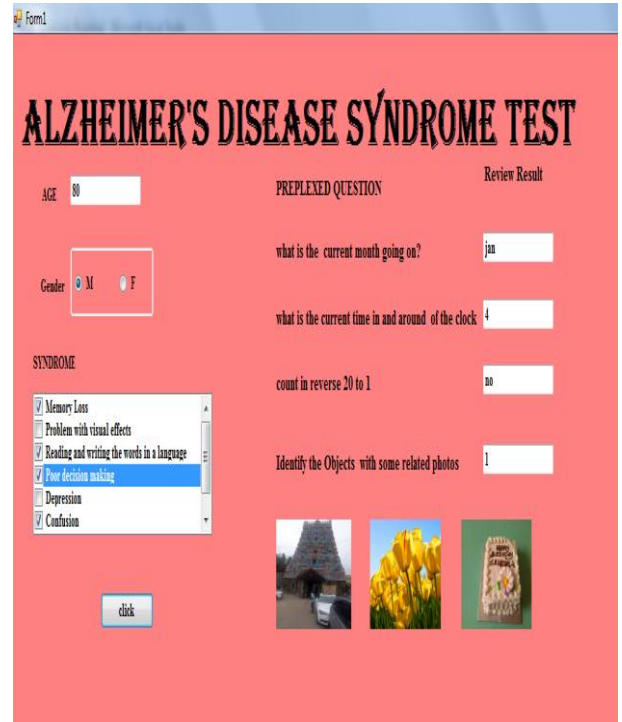 Form1
ALZHEIMER'S DISEASE SYNDROME TEST
AGE
80
Gender
M
F
SYNDROME
Memory Loss
Problem with visual effects
Reading and writing the words in a language
Poor decision making
Depression
Confusion
click
PREPLEXED QUESTION
Review Result
what is the current month going on?
jan
what is the current time in and around of the clock
4
count in reverse 20 to 1
no
Identify the Objects with some related photos
1
HAPPY